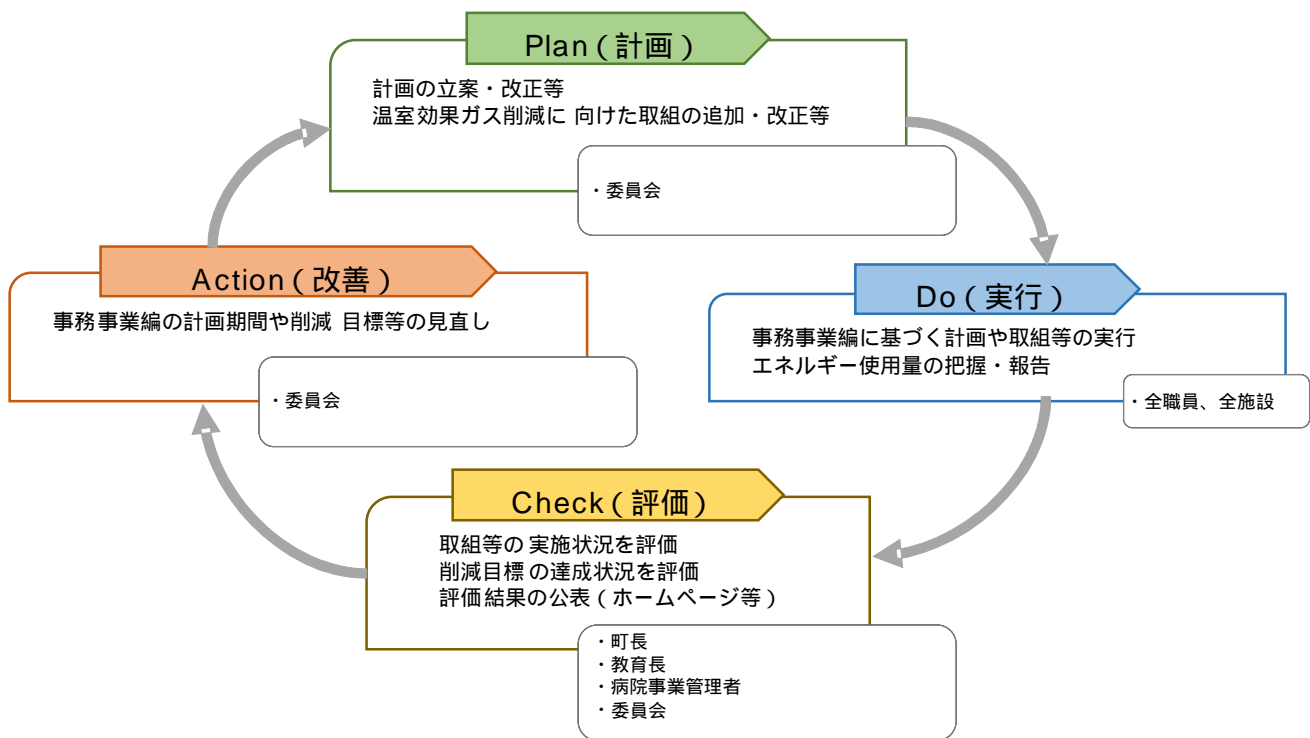 Plan（計画）
計画の立案・改正等
温室効果ガス削減に 向けた取組の追加・改正等
・委員会
Do（実行）
事務事業編に基づく計画や取組等の実行
エネルギー使用量の把握・報告
・全職員、全施設
Check（評価）
取組等の 実施状況を評価
削減目標 の達成状況を評価
評価結果の公表（ホームページ等）
・町長
・教育長
・病院事業管理者
・委員会
Action（改善）
事務事業編の計画期間や削減 目標等の見直し
・委員会